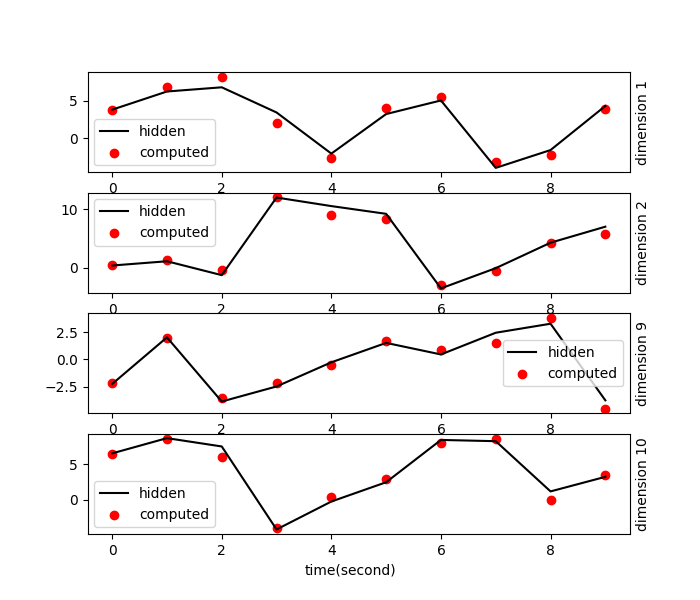 5
0
hidden
computed
0 2 4 6 8
dimension 1
10
0
hidden
computed
0 2 4 6 8
dimension 2
2.5
0.0
−2.5
hidden
computed
0 2 4 6 8
dimension 9
5
0
hidden
computed
0 2 4 6 8
dimension 10
time(second)